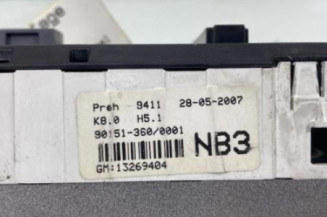 Preh 9411 28-05-2007
K8.0 H5.1
90151-360/0001
NB3
GM:13269404